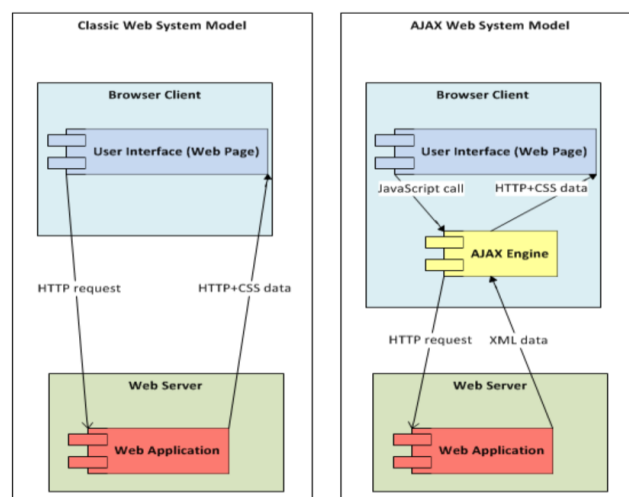 Classic Web System Model
Browser Client
User Interface (Web Page)
HTTP request
HTTP+CSS data
Web Server
Web Application
AJAX Web System Model
Browser Client
User Interface (Web Page)
JavaScript call
HTTP+CSS data
AJAX Engine
HTTP request
XML data
Web Server
Web Application